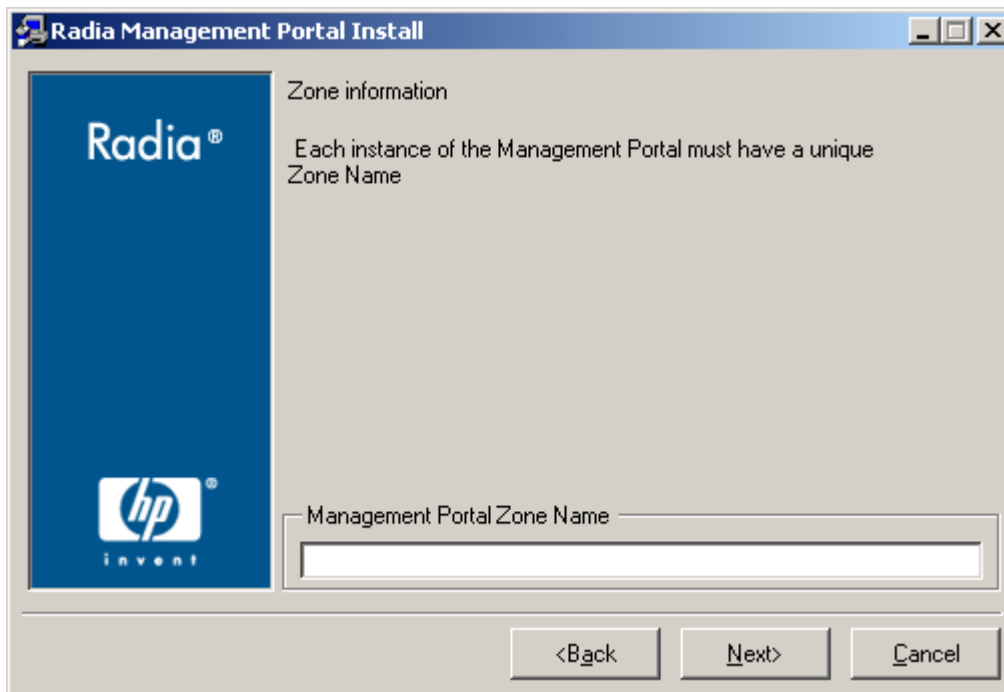 Radia Management Portal Install
Radia®
Zone information
Each instance of the Management Portal must have a unique
Zone Name
hp®
invent
Management Portal Zone Name
<Back
Next>
Cancel